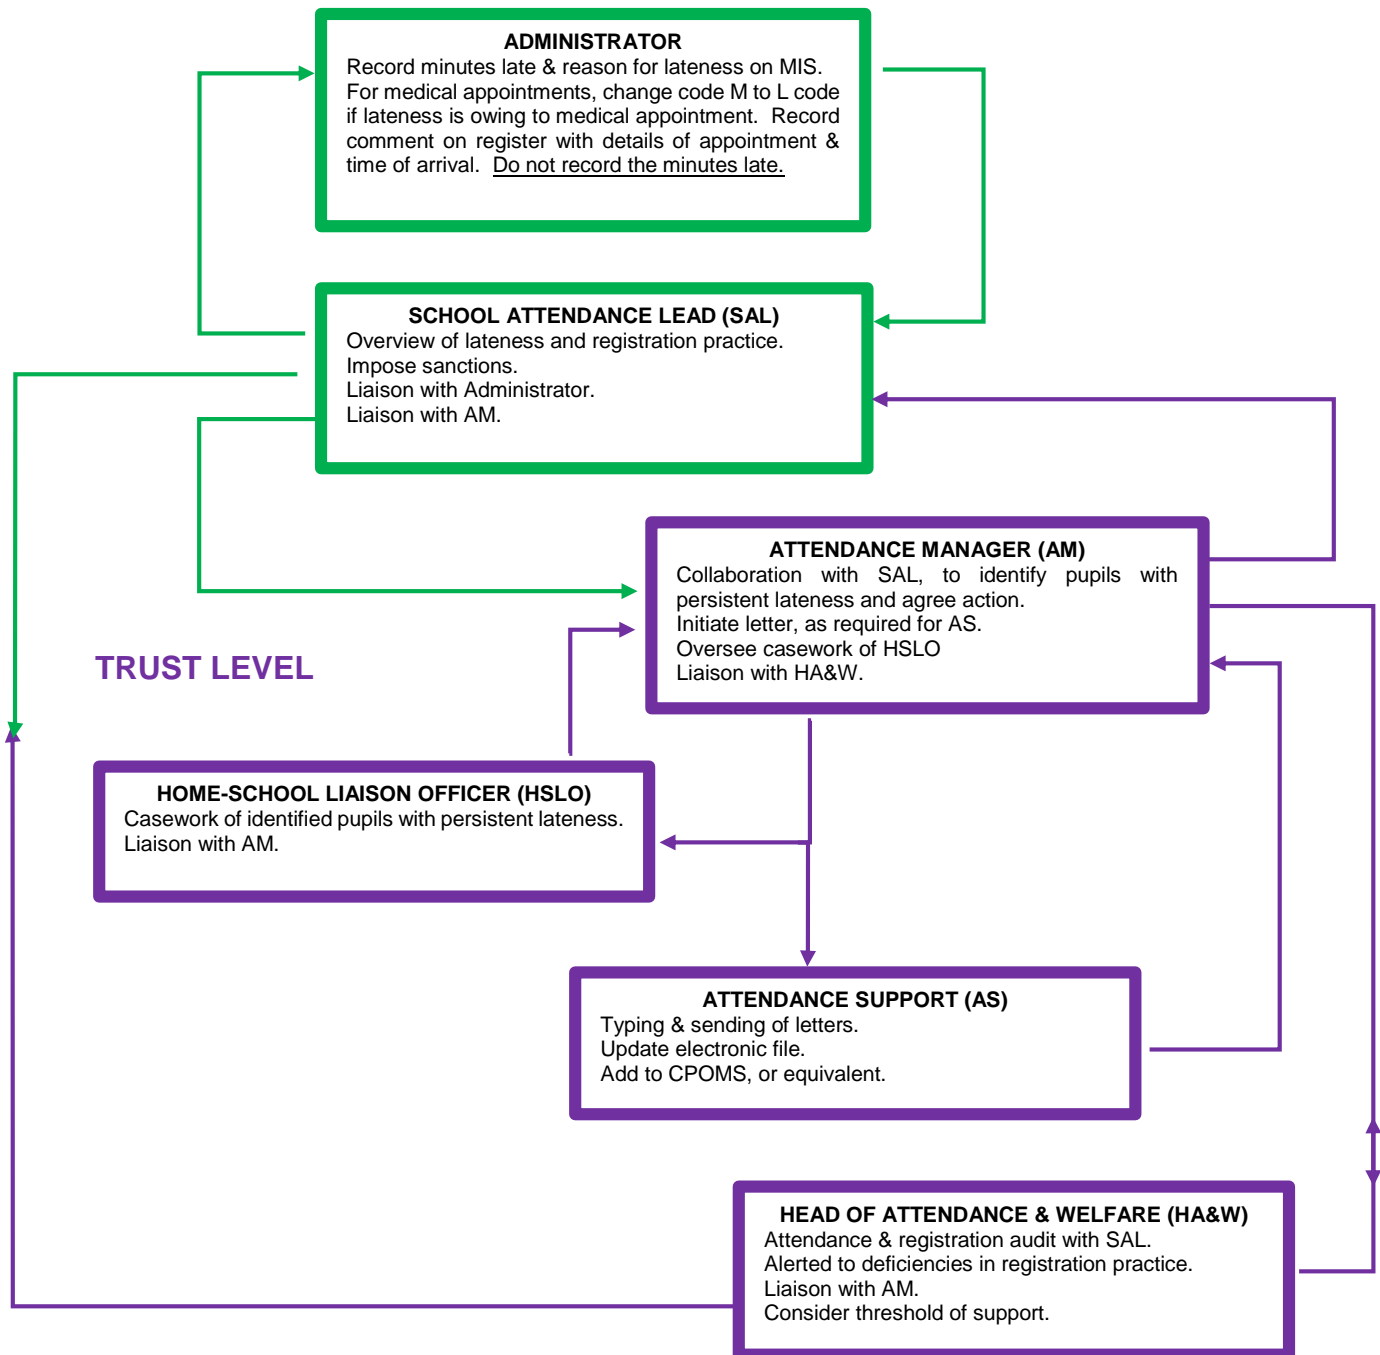 ADMINISTRATOR
Record minutes late & reason for lateness on MIS.
For medical appointments, change code M to L code
if lateness is owing to medical appointment. Record
comment on register with details of appointment &
time of arrival. Do not record the minutes late.
SCHOOL ATTENDANCE LEAD (SAL)
Overview of lateness and registration practice.
Impose sanctions.
Liaison with Administrator.
Liaison with AM.
ATTENDANCE MANAGER (AM)
Collaboration with SAL, to identify pupils with
persistent lateness and agree action.
Initiate letter, as required for AS.
Oversee casework of HSLO
Liaison with HA&W.
TRUST LEVEL
HOME-SCHOOL LIAISON OFFICER (HSLO)
Casework of identified pupils with persistent lateness.
Liaison with AM.
ATTENDANCE SUPPORT (AS)
Typing & sending of letters.
Update electronic file.
Add to CPOMS, or equivalent.
HEAD OF ATTENDANCE & WELFARE (HA&W)
Attendance & registration audit with SAL.
Alerted to deficiencies in registration practice.
Liaison with AM.
Consider threshold of support.